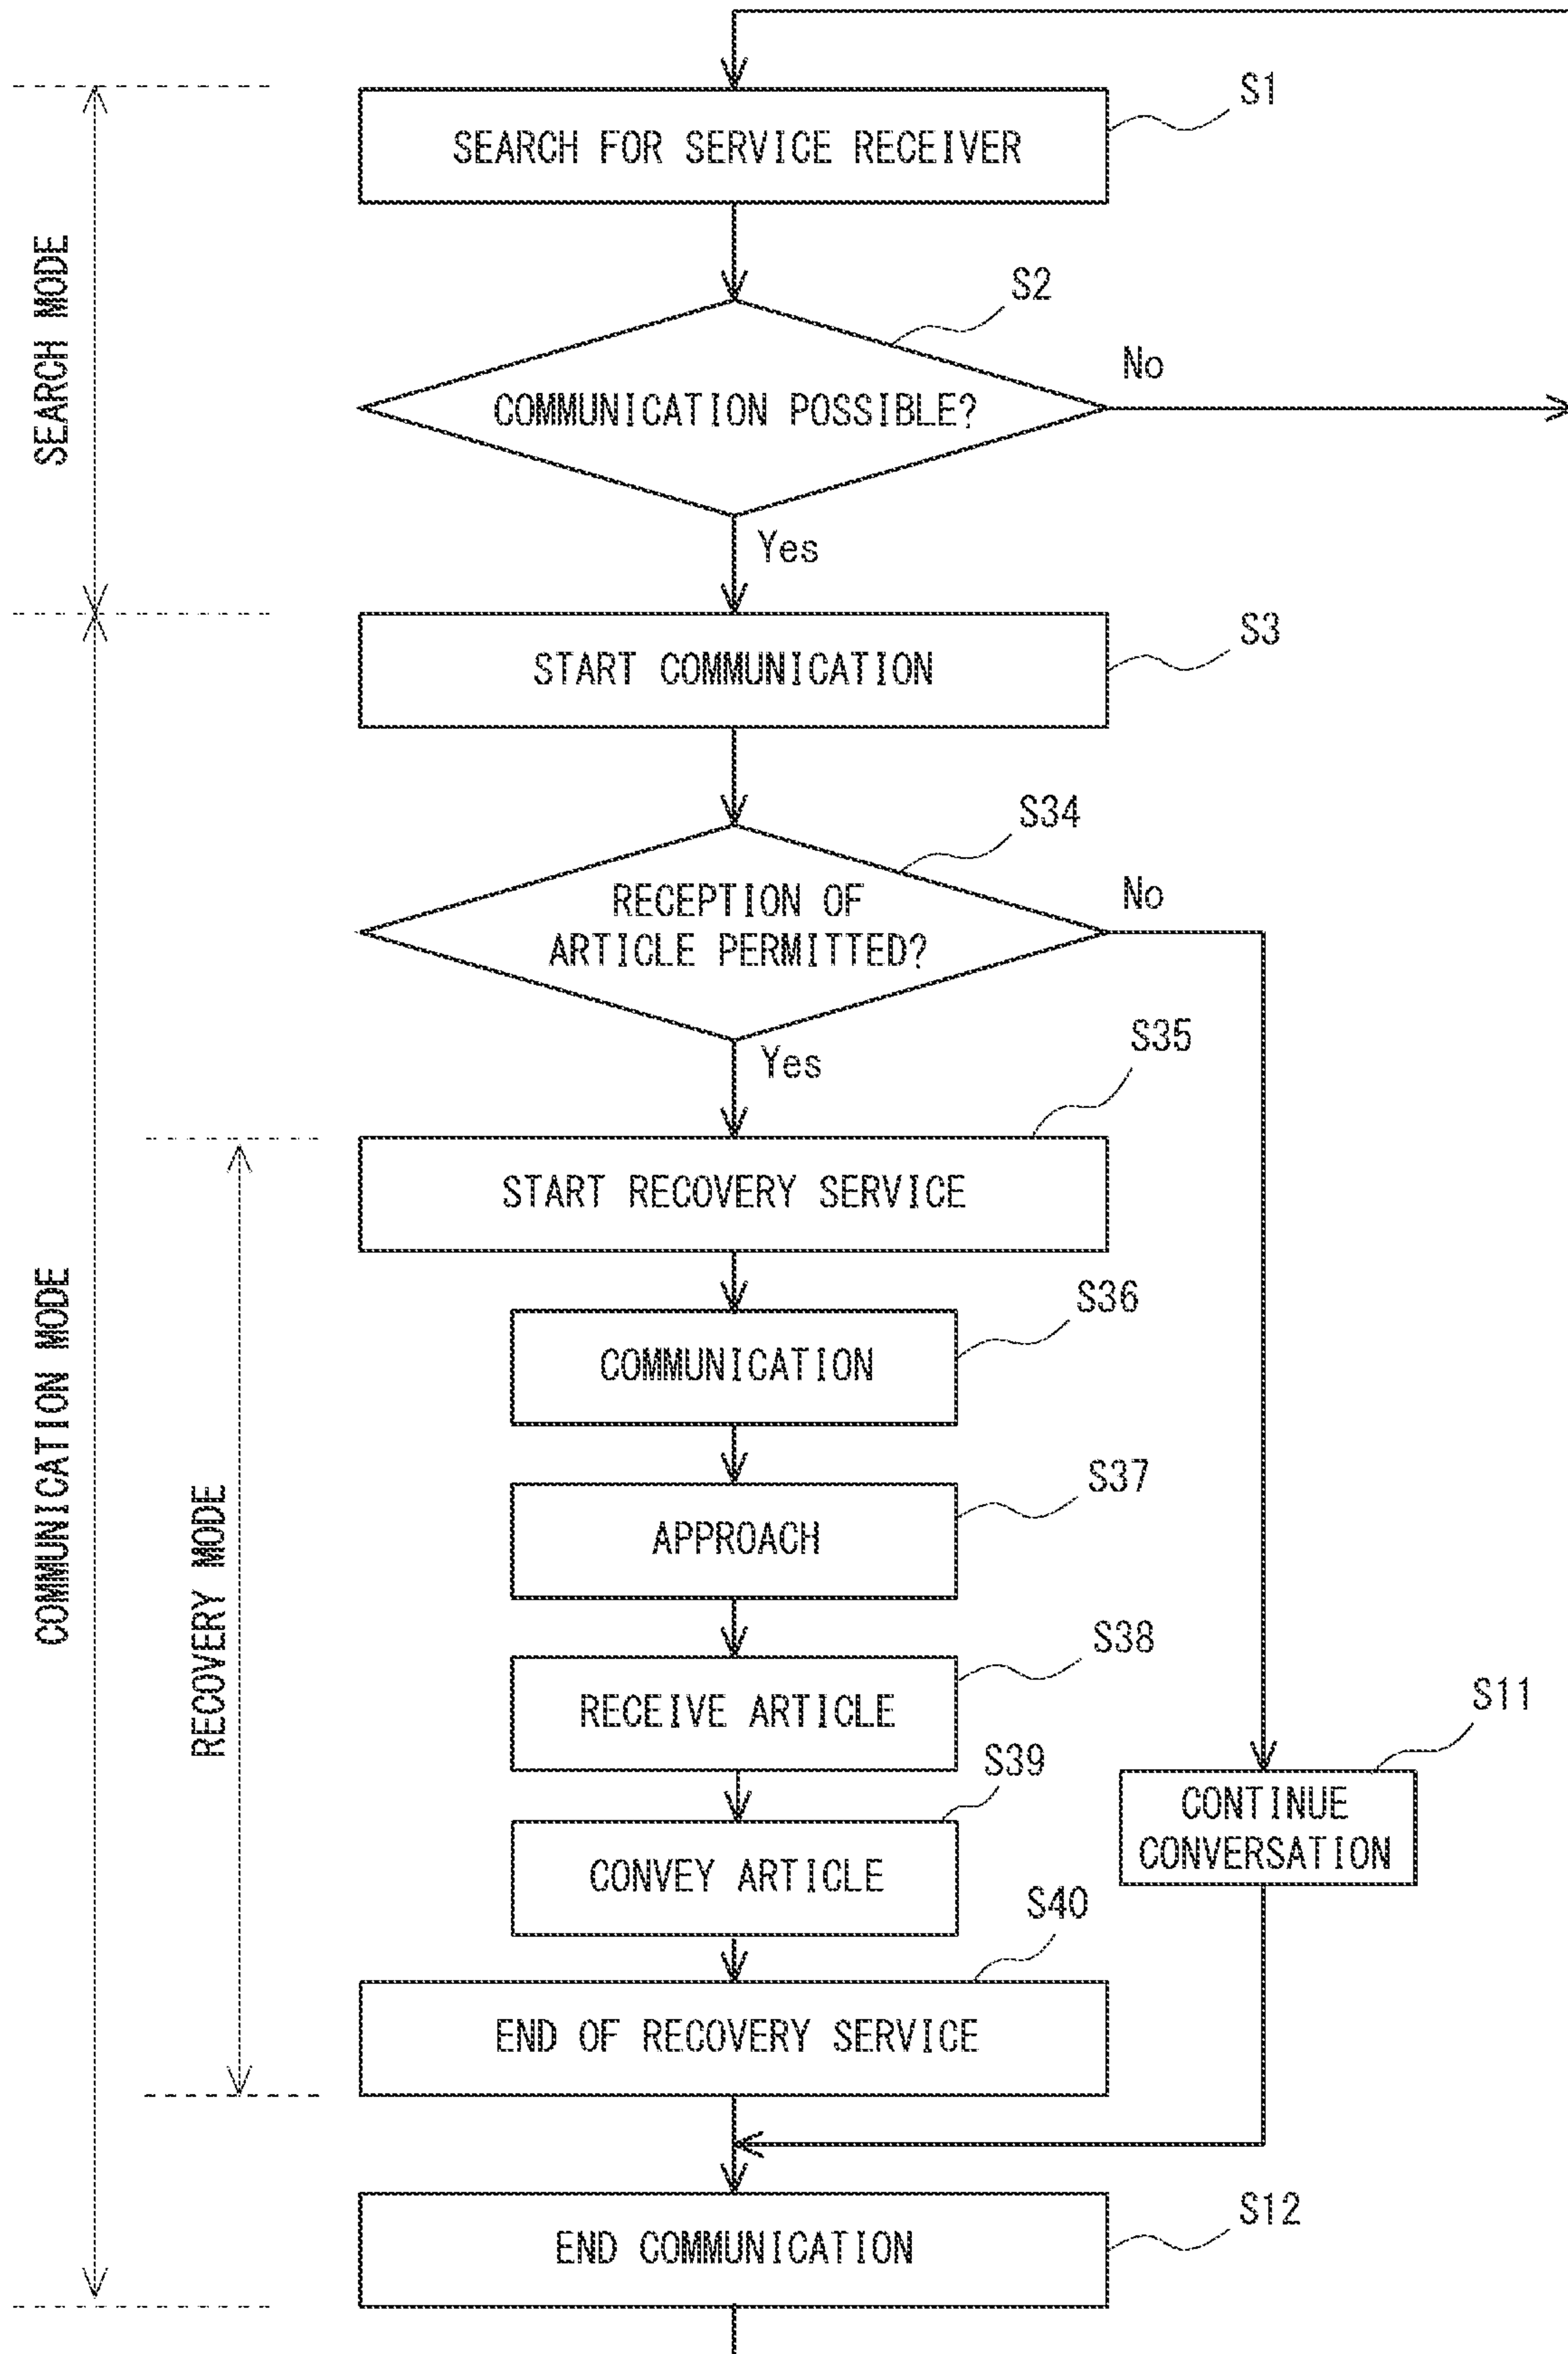 S1
SEARCH FOR SERVICE RECEIVER
SEARCH MODE
S2
No
COMMUNICATION POSSIBLE?
Yes
S3
START COMMUNICATION
S34
No
RECEPTION OF
ARTICLE PERMITTED?
S35
Yes
START RECOVERY SERVICE
COMMUNICATION MODE
S36
COMMUNICATION
S37
APPROACH
RECOVERY MODE
S38
RECEIVE ARTICLE
S11
S39
CONTINUE
CONVERSATION
CONVEY ARTICLE
S40
END OF RECOVERY SERVICE
S12
END COMMUNICATION